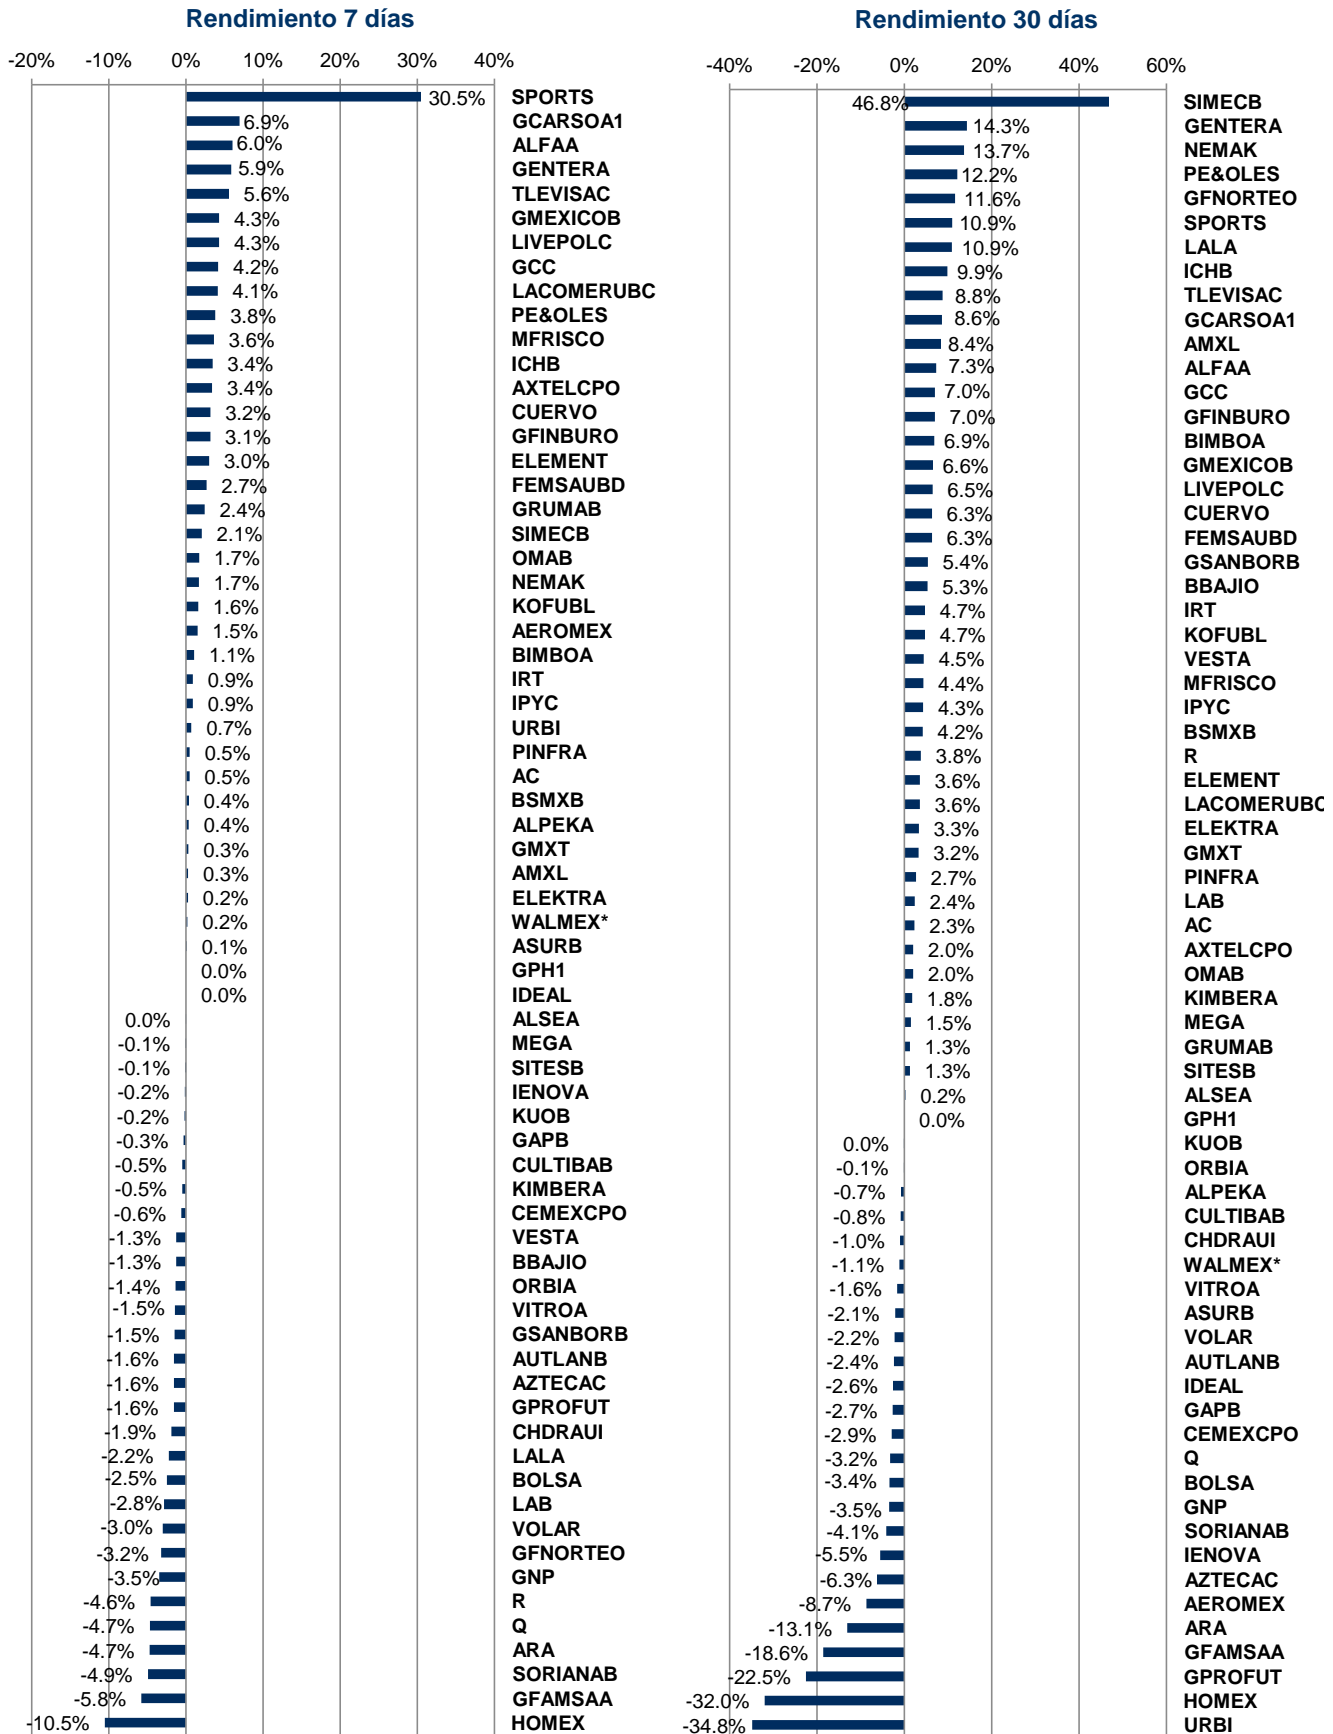 Rendimiento 7 días
-20% -10% 0% 10% 20% 30% 40%
30.5% SPORTS
6.9% GCARSOA1
6.0% ALFAA
5.9% GENTERA
5.6% TLEVISAC
4.3% GMEXICOB
4.3% LIVEPOLC
4.2% GCC
4.1% LACOMERUBC
3.8% PE&OLES
3.6% MFRISCO
3.4% ICHB
3.4% AXTELCPO
3.2% CUERVO
3.1% GFINBURO
3.0% ELEMENT
2.7% FEMSAUBD
2.4% GRUMAB
2.1% SIMECB
1.7% OMAB
1.7% NEMAK
1.6% KOFUBL
1.5% AEROMEX
1.1% BIMBOA
0.9% IRT
0.9% IPYC
0.7% URBI
0.5% PINFRA
0.5% AC
0.4% BSMXB
0.4% ALPEKA
0.3% GMXT
0.3% AMXL
0.2% ELEKTRA
0.2% WALMEX*
0.1% ASURB
0.0% GPH1
0.0% IDEAL
0.0% ALSEA
-0.1% MEGA
-0.1% SITESB
-0.2% IENOVA
-0.2% KUOB
-0.3% GAPB
-0.5% CULTIBAB
-0.5% KIMBERA
-0.6% CEMEXCPO
-1.3% VESTA
-1.3% BBAJIO
-1.4% ORBIA
-1.5% VITROA
-1.5% GSANBORB
-1.6% AUTLANB
-1.6% AZTECAC
-1.6% GPROFUT
-1.9% CHDRAUI
-2.2% LALA
-2.5% BOLSA
-2.8% LAB
-3.0% VOLAR
-3.2% GFNORTEO
-3.5% GNP
-4.6% R
-4.7% Q
-4.7% ARA
-4.9% SORIANAB
-5.8% GFAMSAA
-10.5% HOMEX
Rendimiento 30 días
-40% -20% 0% 20% 40% 60%
46.8% SIMECB
14.3% GENTERA
13.7% NEMAK
12.2% PE&OLES
11.6% GFNORTEO
10.9% SPORTS
10.9% LALA
9.9% ICHB
8.8% TLEVISAC
8.6% GCARSOA1
8.4% AMXL
7.3% ALFAA
7.0% GCC
7.0% GFINBURO
6.9% BIMBOA
6.6% GMEXICOB
6.5% LIVEPOLC
6.3% CUERVO
6.3% FEMSAUBD
5.4% GSANBORB
5.3% BBAJIO
4.7% IRT
4.7% KOFUBL
4.5% VESTA
4.4% MFRISCO
4.3% IPYC
4.2% BSMXB
3.8% R
3.6% ELEMENT
3.6% LACOMERUBC
3.3% ELEKTRA
3.2% GMXT
2.7% PINFRA
2.4% LAB
2.3% AC
2.0% AXTELCPO
2.0% OMAB
1.8% KIMBERA
1.5% MEGA
1.3% GRUMAB
1.3% SITESB
0.2% ALSEA
0.0% GPH1
0.0% KUOB
-0.1% ORBIA
-0.7% ALPEKA
-0.8% CULTIBAB
-1.0% CHDRAUI
-1.1% WALMEX*
-1.6% VITROA
-2.1% ASURB
-2.2% VOLAR
-2.4% AUTLANB
-2.6% IDEAL
-2.7% GAPB
-2.9% CEMEXCPO
-3.2% Q
-3.4% BOLSA
-3.5% GNP
-4.1% SORIANAB
-5.5% IENOVA
-6.3% AZTECAC
-8.7% AEROMEX
-13.1% ARA
-18.6% GFAMSAA
-22.5% GPROFUT
-32.0% HOMEX
-34.8% URBI